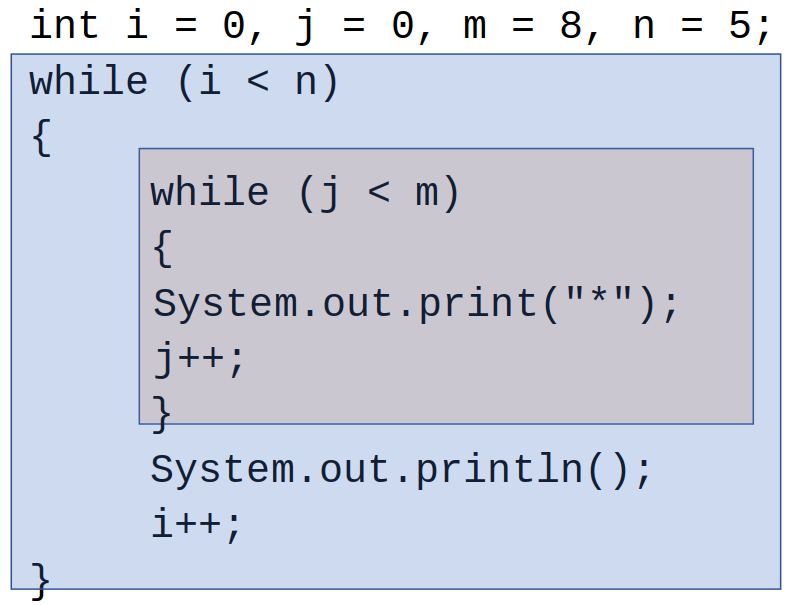 int i = 0, j = 0, m = 8, n = 5;
while (i < n)
{
while (j < m)
{
System.out.print("*");
j++;
}
System.out.println();
i++;
}